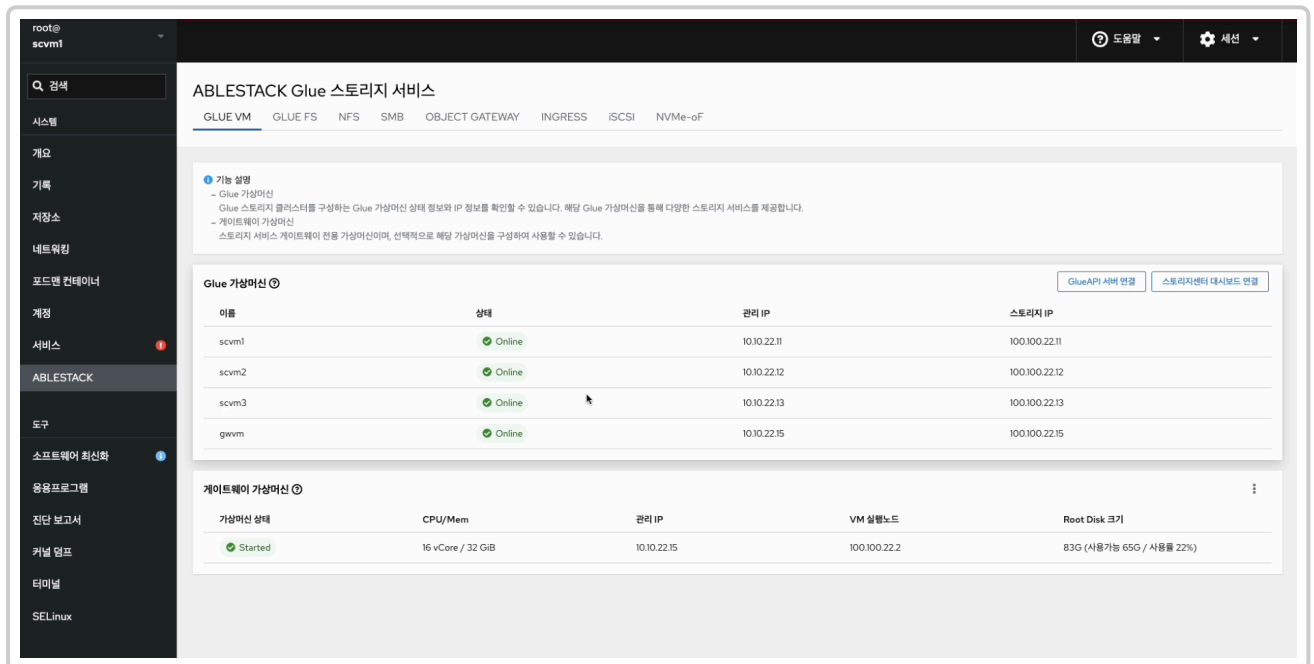 root@
scvm1
도움말
세션
검색
시스템
개요
기록
저장소
네트워킹
포드맨 컨테이너
계정
서비스
ABLESTACK
도구
소프트웨어 최신화
응용프로그램
진단 보고서
커널 덤프
터미널
SELinux
ABLESTACK Glue 스토리지 서비스
GLUE VM GLUE FS NFS SMB OBJECT GATEWAY INGRESS iSCSI NVMe-oF
기능 설명
– Glue 가상머신
Glue 스토리지 클러스터를 구성하는 Glue 가상머신 상태 정보와 IP 정보를 확인할 수 있습니다. 해당 Glue 가상머신을 통해 다양한 스토리지 서비스를 제공합니다.
– 게이트웨이 가상머신
스토리지 서비스 게이트웨이 전용 가상머신이며, 선택적으로 해당 가상머신을 구성하여 사용할 수 있습니다.
Glue 가상머신
GlueAPI 서버 연결 스토리지센터 대시보드 연결
이름 상태 관리 IP 스토리지 IP
scvm1 Online 10.10.22.11 100.100.22.11
scvm2 Online 10.10.22.12 100.100.22.12
scvm3 Online 10.10.22.13 100.100.22.13
gwvm Online 10.10.22.15 100.100.22.15
게이트웨이 가상머신
가상머신 상태 CPU/Mem 관리 IP VM 실행노드 Root Disk 크기
Started 16 vCore / 32 GiB 10.10.22.15 100.100.22.2 83G (사용가능 65G / 사용률 22%)